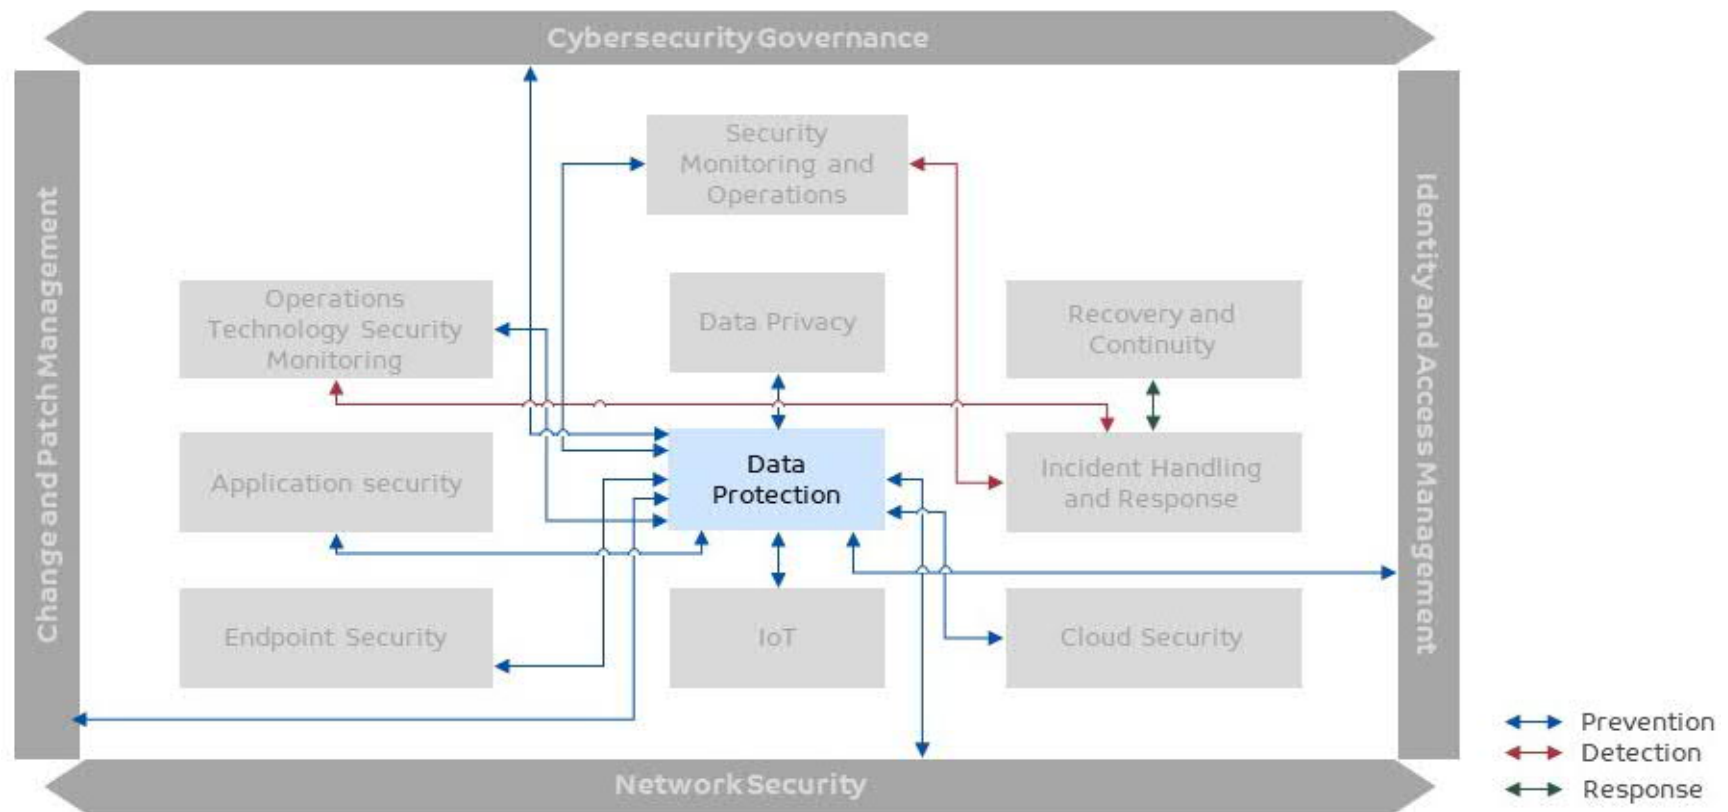 Cybersecurity Governance
Security
Monitoring and
Operations
Change and Patch Management
Identity and Access Management
Operations
Technology Security
Monitoring
Data Privacy
Recovery and
Continuity
Application security
Data
Protection
Incident Handling
and Response
Endpoint Security
IoT
Cloud Security
Network Security
Prevention
Detection
Response